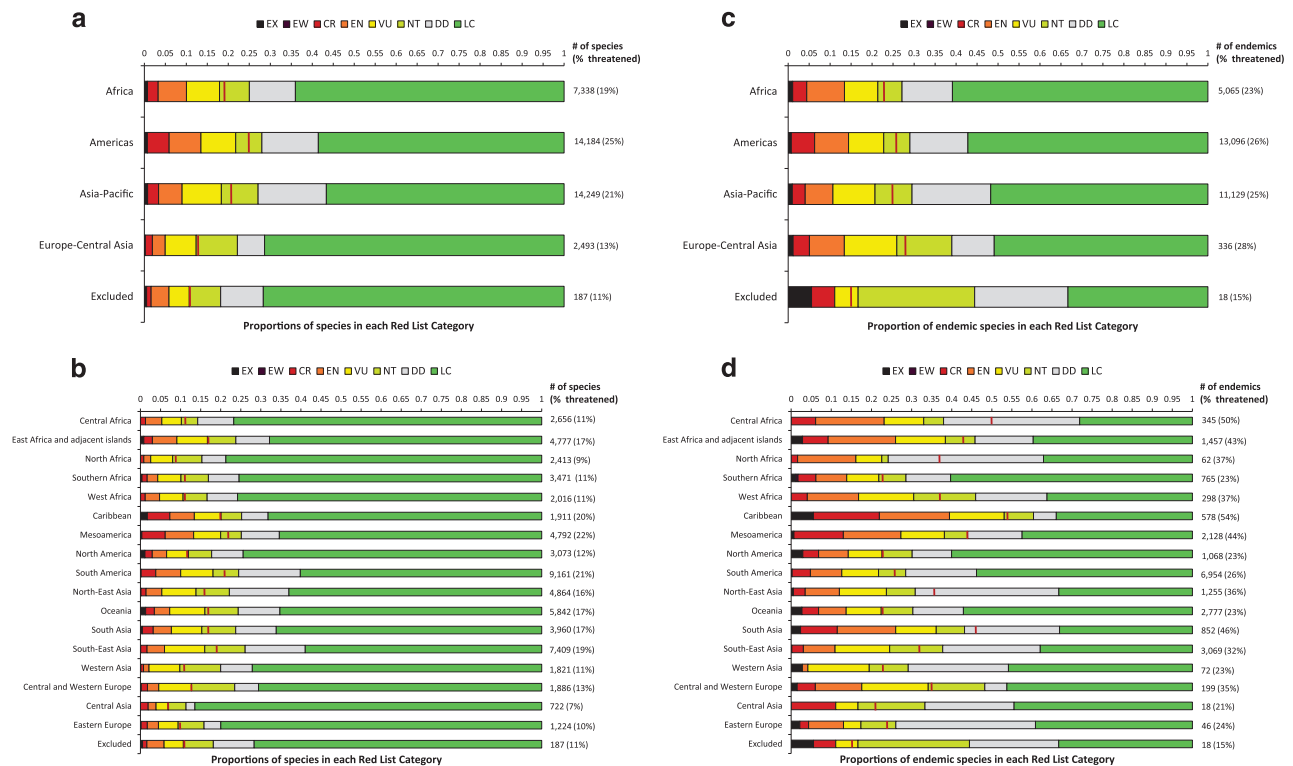 a
EX EW CR EN VU NT DD LC
0 0.05 0.1 0.15 0.2 0.25 0.3 0.35 0.4 0.45 0.5 0.55 0.6 0.65 0.7 0.75 0.8 0.85 0.9 0.95 1
# of species
(% threatened)
Africa 7,338 (19%)
Americas 14,184 (25%)
Asia-Pacific 14,249 (21%)
Europe-Central Asia 2,493 (13%)
Excluded 187 (11%)
Proportions of species in each Red List Category
c
EX EW CR EN VU NT DD LC
0 0.05 0.1 0.15 0.2 0.25 0.3 0.35 0.4 0.45 0.5 0.55 0.6 0.65 0.7 0.75 0.8 0.85 0.9 0.95 1
# of endemics
(% threatened)
Africa 5,065 (23%)
Americas 13,096 (26%)
Asia-Pacific 11,129 (25%)
Europe-Central Asia 336 (28%)
Excluded 18 (15%)
Proportion of endemic species in each Red List Category
b
EX EW CR EN VU NT DD LC
0 0.05 0.1 0.15 0.2 0.25 0.3 0.35 0.4 0.45 0.5 0.55 0.6 0.65 0.7 0.75 0.8 0.85 0.9 0.95 1
# of species
(% threatened)
Central Africa 2,656 (11%)
East Africa and adjacent islands 4,777 (17%)
North Africa 2,413 (9%)
Southern Africa 3,471 (11%)
West Africa 2,016 (11%)
Caribbean 1,911 (20%)
Mesoamerica 4,792 (22%)
North America 3,073 (12%)
South America 9,161 (21%)
North-East Asia 4,864 (16%)
Oceania 5,842 (17%)
South Asia 3,960 (17%)
South-East Asia 7,409 (19%)
Western Asia 1,821 (11%)
Central and Western Europe 1,886 (13%)
Central Asia 722 (7%)
Eastern Europe 1,224 (10%)
Excluded 187 (11%)
Proportions of species in each Red List Category
d
EX EW CR EN VU NT DD LC
0 0.05 0.1 0.15 0.2 0.25 0.3 0.35 0.4 0.45 0.5 0.55 0.6 0.65 0.7 0.75 0.8 0.85 0.9 0.95 1
# of endemics
(% threatened)
Central Africa 345 (50%)
East Africa and adjacent islands 1,457 (43%)
North Africa 62 (37%)
Southern Africa 765 (23%)
West Africa 298 (37%)
Caribbean 578 (54%)
Mesoamerica 2,128 (44%)
North America 1,068 (23%)
South America 6,954 (26%)
North-East Asia 1,255 (36%)
Oceania 2,777 (23%)
South Asia 852 (46%)
South-East Asia 3,069 (32%)
Western Asia 72 (23%)
Central and Western Europe 199 (35%)
Central Asia 18 (21%)
Eastern Europe 46 (24%)
Excluded 18 (15%)
Proportions of endemic species in each Red List Category